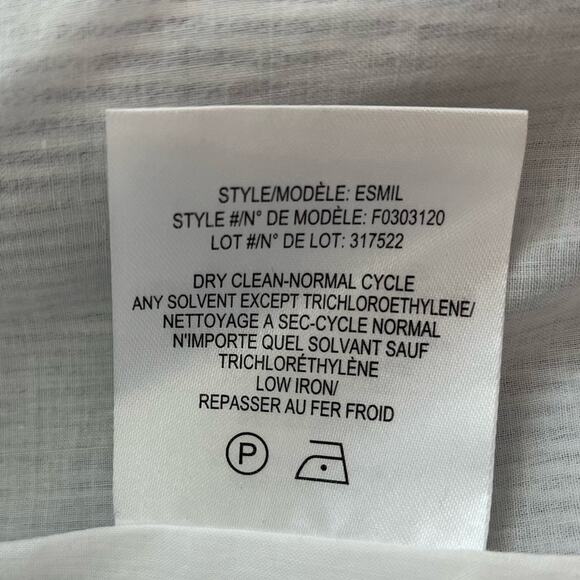 STYLE/MODÈLE: ESMIL
STYLE #/N° DE MODÈLE: F0303120
LOT #/N° DE LOT: 317522
DRY CLEAN-NORMAL CYCLE
ANY SOLVENT EXCEPT TRICHLOROETHYLENE/
NETTOYAGE A SEC-CYCLE NORMAL
N'IMPORTE QUEL SOLVANT SAUF
TRICHLORÉTHYLÈNE
LOW IRON/
REPASSER AU FER FROID
P